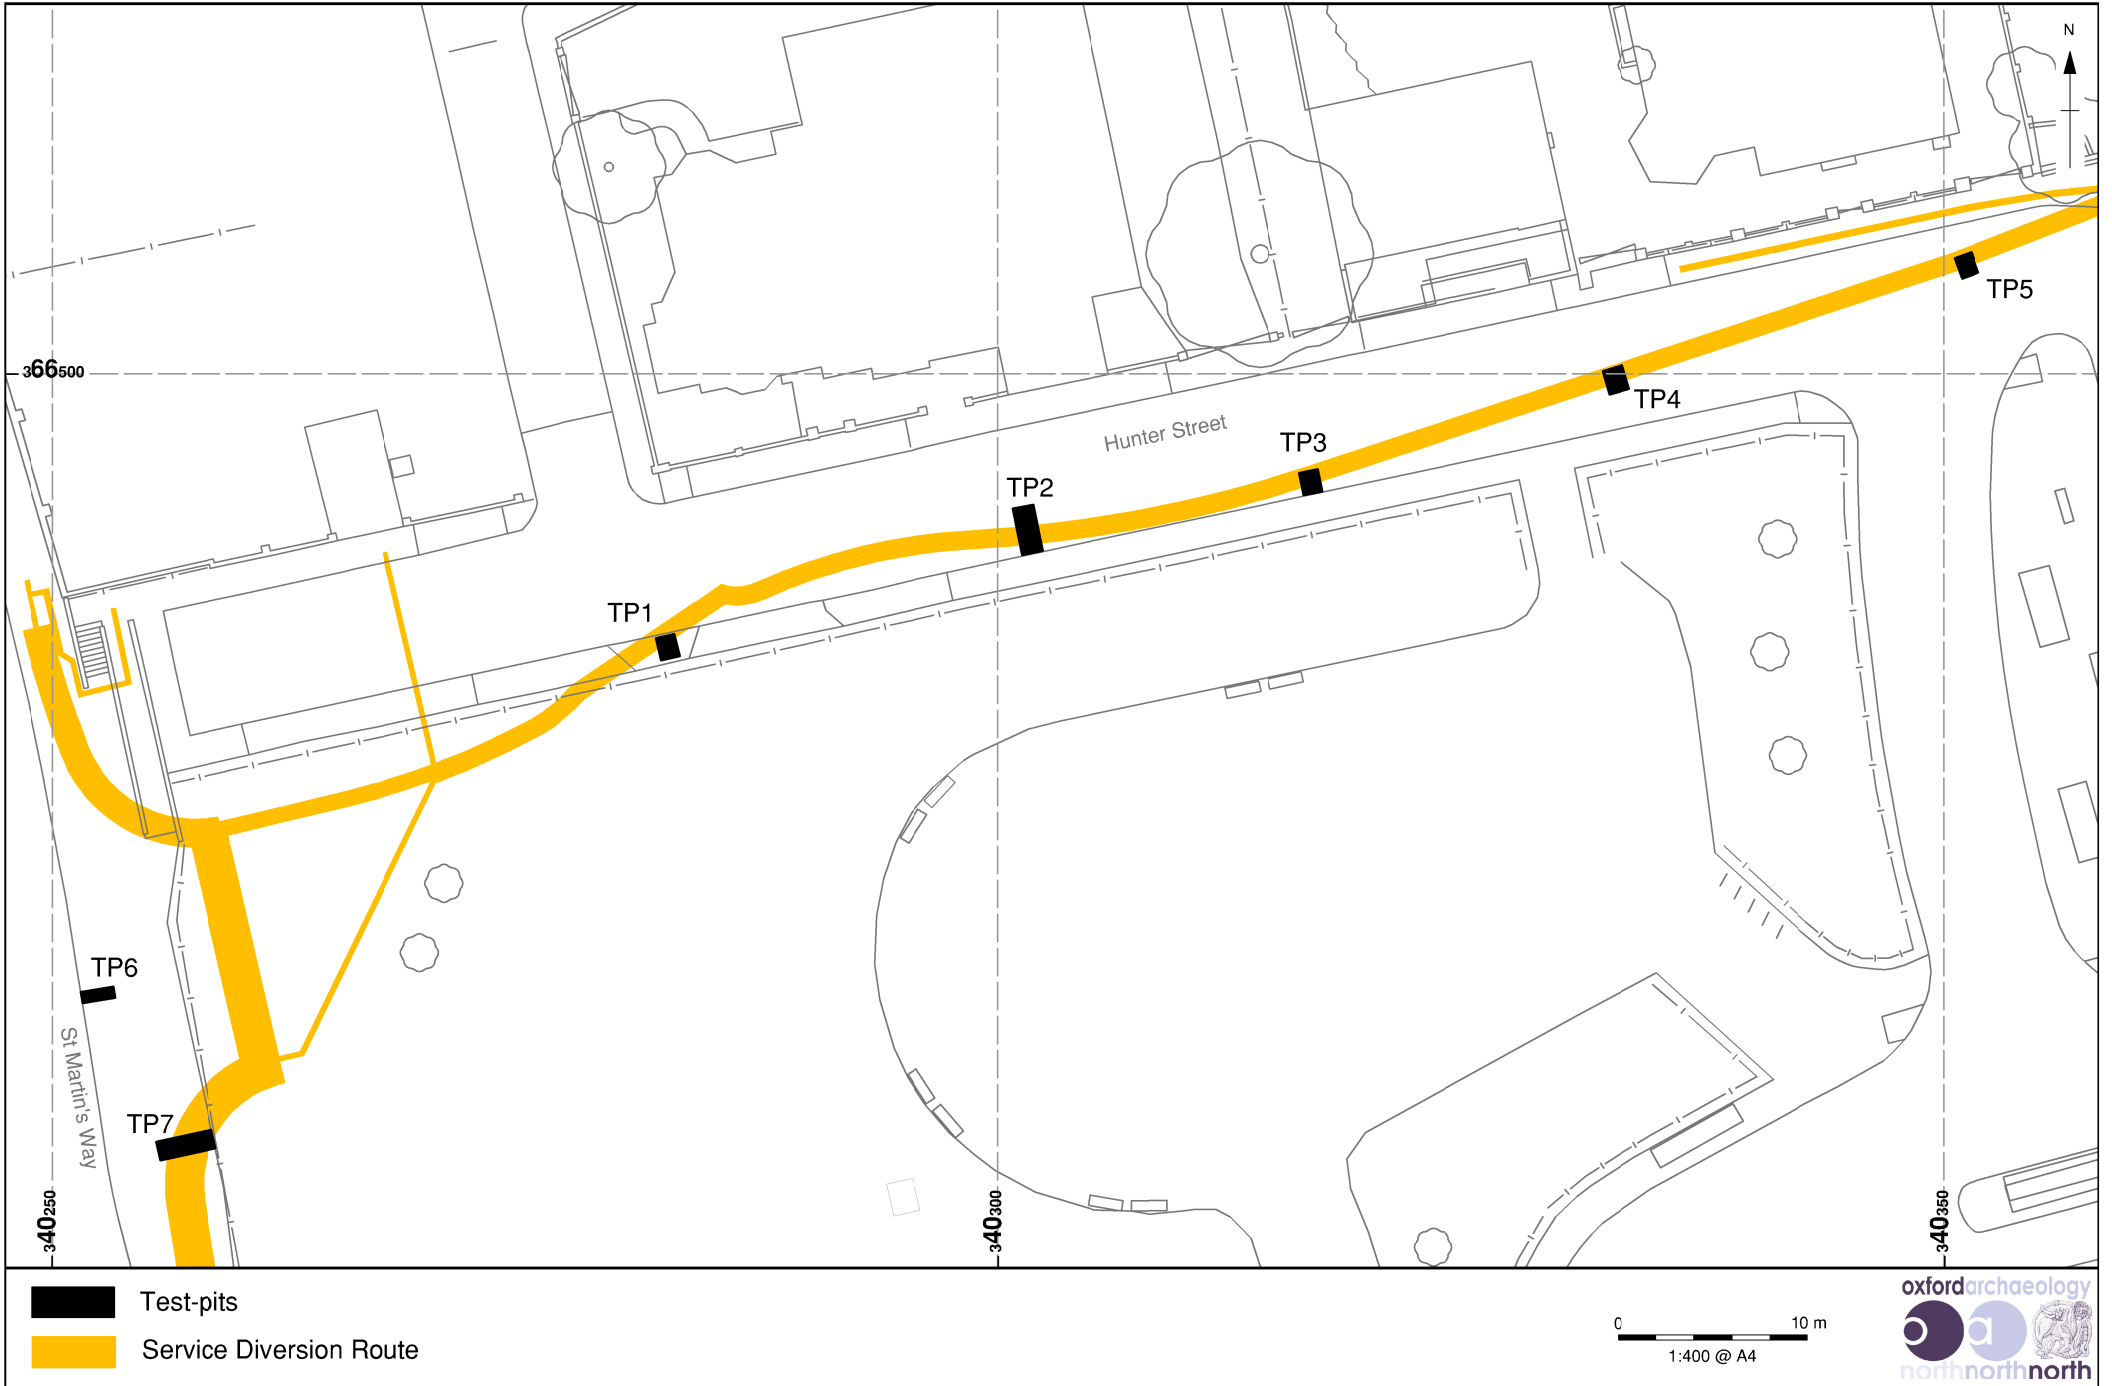 N
TP5
366500
TP4
Hunter Street
TP3
TP2
TP1
TP6
St Martin's Way
TP7
340250
340300
340350
Test-pits
Service Diversion Route
0 10 m
1:400 @ A4
oxfordarchaeology
o a
northnorthnorth